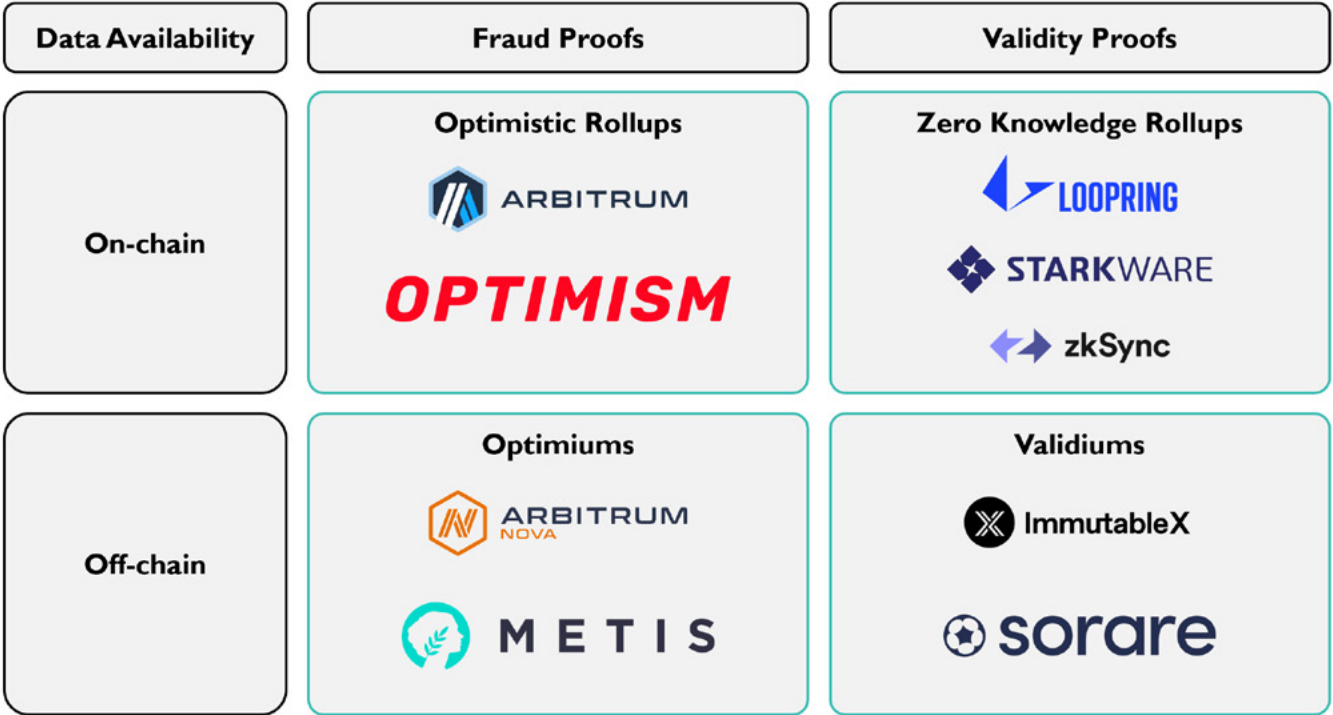 Data Availability
Fraud Proofs
Validity Proofs
On-chain
Optimistic Rollups
ARBITRUM
OPTIMISM
Zero Knowledge Rollups
LOOPRING
STARKWARE
zkSync
Off-chain
Optimiums
ARBITRUM
NOVA
METIS
Validiums
ImmutableX
sorare